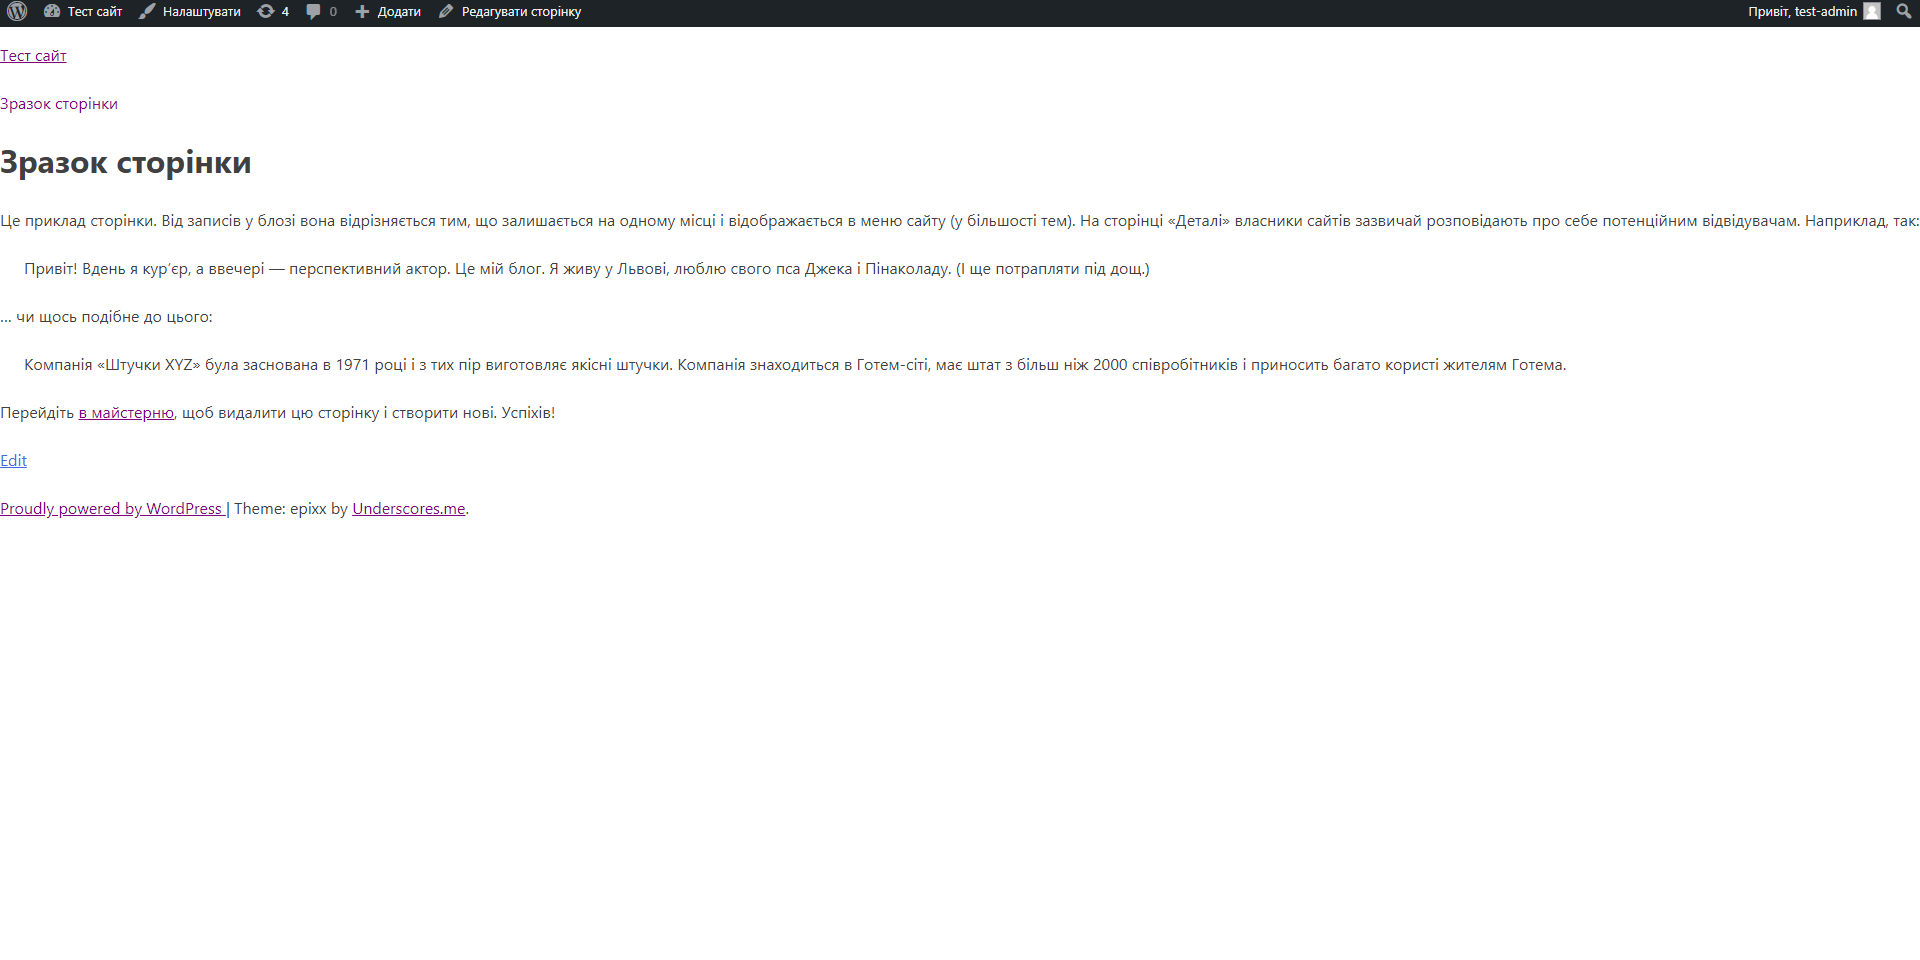 Тест сайт Налаштувати 4 0 Додати Редагувати сторінку Привіт, test-admin
Тест сайт
Зразок сторінки
Зразок сторінки
Це приклад сторінки. Від записів у блозі вона відрізняється тим, що залишається на одному місці і відображається в меню сайту (у більшості тем). На сторінці «Деталі» власники сайтів зазвичай розповідають про себе потенційним відвідувачам. Наприклад, так:
Привіт! Вдень я кур’єр, а ввечері — перспективний актор. Це мій блог. Я живу у Львові, люблю свого пса Джека і Пінаколаду. (І ще потрапляти під дощ.)
… чи щось подібне до цього:
Компанія «Штучки XYZ» була заснована в 1971 році і з тих пір виготовляє якісні штучки. Компанія знаходиться в Готем-сіті, має штат з більш ніж 2000 співробітників і приносить багато користі жителям Готема.
Перейдіть в майстерню, щоб видалити цю сторінку і створити нові. Успіхів!
Edit
Proudly powered by WordPress | Theme: epixx by Underscores.me.